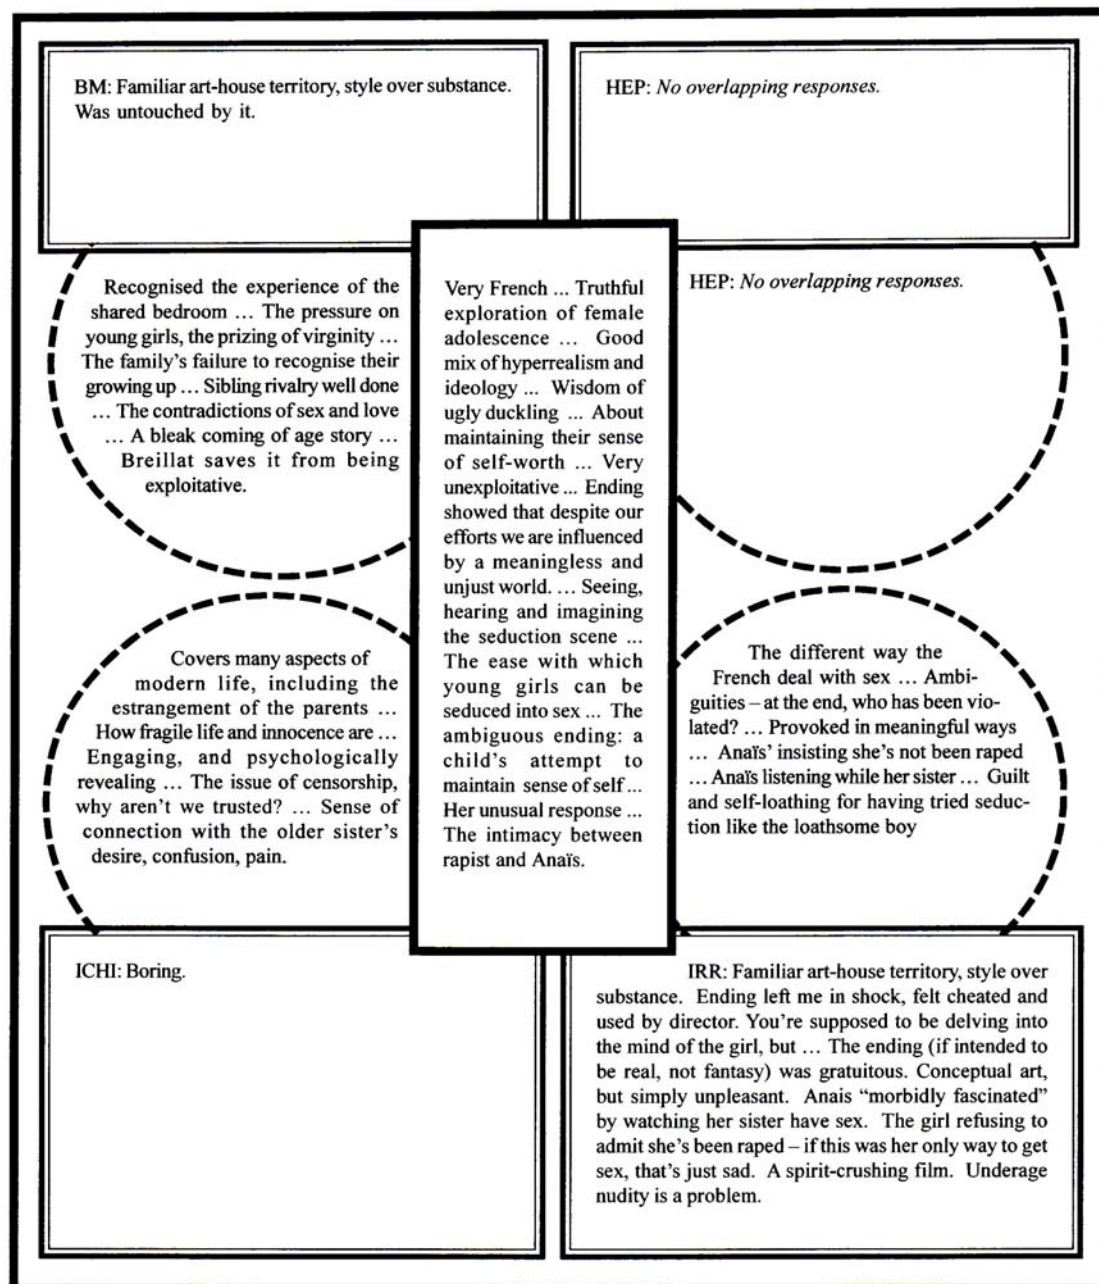 BM: Familiar art-house territory, style over substance.
Was untouched by it.
HEP: No overlapping responses.
Recognised the experience of the
shared bedroom ... The pressure on
young girls, the prizing of virginity ...
The family's failure to recognise their
growing up ... Sibling rivalry well done
... The contradictions of sex and love
... A bleak coming of age story ...
Breillat saves it from being
exploitative.
Very French ... Truthful
exploration of female
adolescence ... Good
mix of hyperrealism and
ideology ... Wisdom of
ugly duckling ... About
maintaining their sense
of self-worth ... Very
unexploitative ... Ending
showed that despite our
efforts we are influenced
by a meaningless and
unjust world. ... Seeing,
hearing and imagining
the seduction scene ...
The ease with which
young girls can be
seduced into sex ... The
ambiguous ending: a
child's attempt to
maintain sense of self ...
Her unusual response ...
The intimacy between
rapist and Anaïs.
HEP: No overlapping responses.
Covers many aspects of
modern life, including the
estrangement of the parents ...
How fragile life and innocence are ...
Engaging, and psychologically
revealing ... The issue of censorship,
why aren't we trusted? ... Sense of
connection with the older sister's
desire, confusion, pain.
The different way the
French deal with sex ... Ambi-
guities – at the end, who has been vio-
lated? ... Provoked in meaningful ways
... Anaïs' insisting she's not been raped
... Anaïs listening while her sister ... Guilt
and self-loathing for having tried seduc-
tion like the loathsome boy
ICHI: Boring.
IRR: Familiar art-house territory, style over
substance. Ending left me in shock, felt cheated and
used by director. You're supposed to be delving into
the mind of the girl, but ... The ending (if intended to
be real, not fantasy) was gratuitous. Conceptual art,
but simply unpleasant. Anais “morbidly fascinated”
by watching her sister have sex. The girl refusing to
admit she's been raped – if this was her only way to get
sex, that's just sad. A spirit-crushing film. Underage
nudity is a problem.